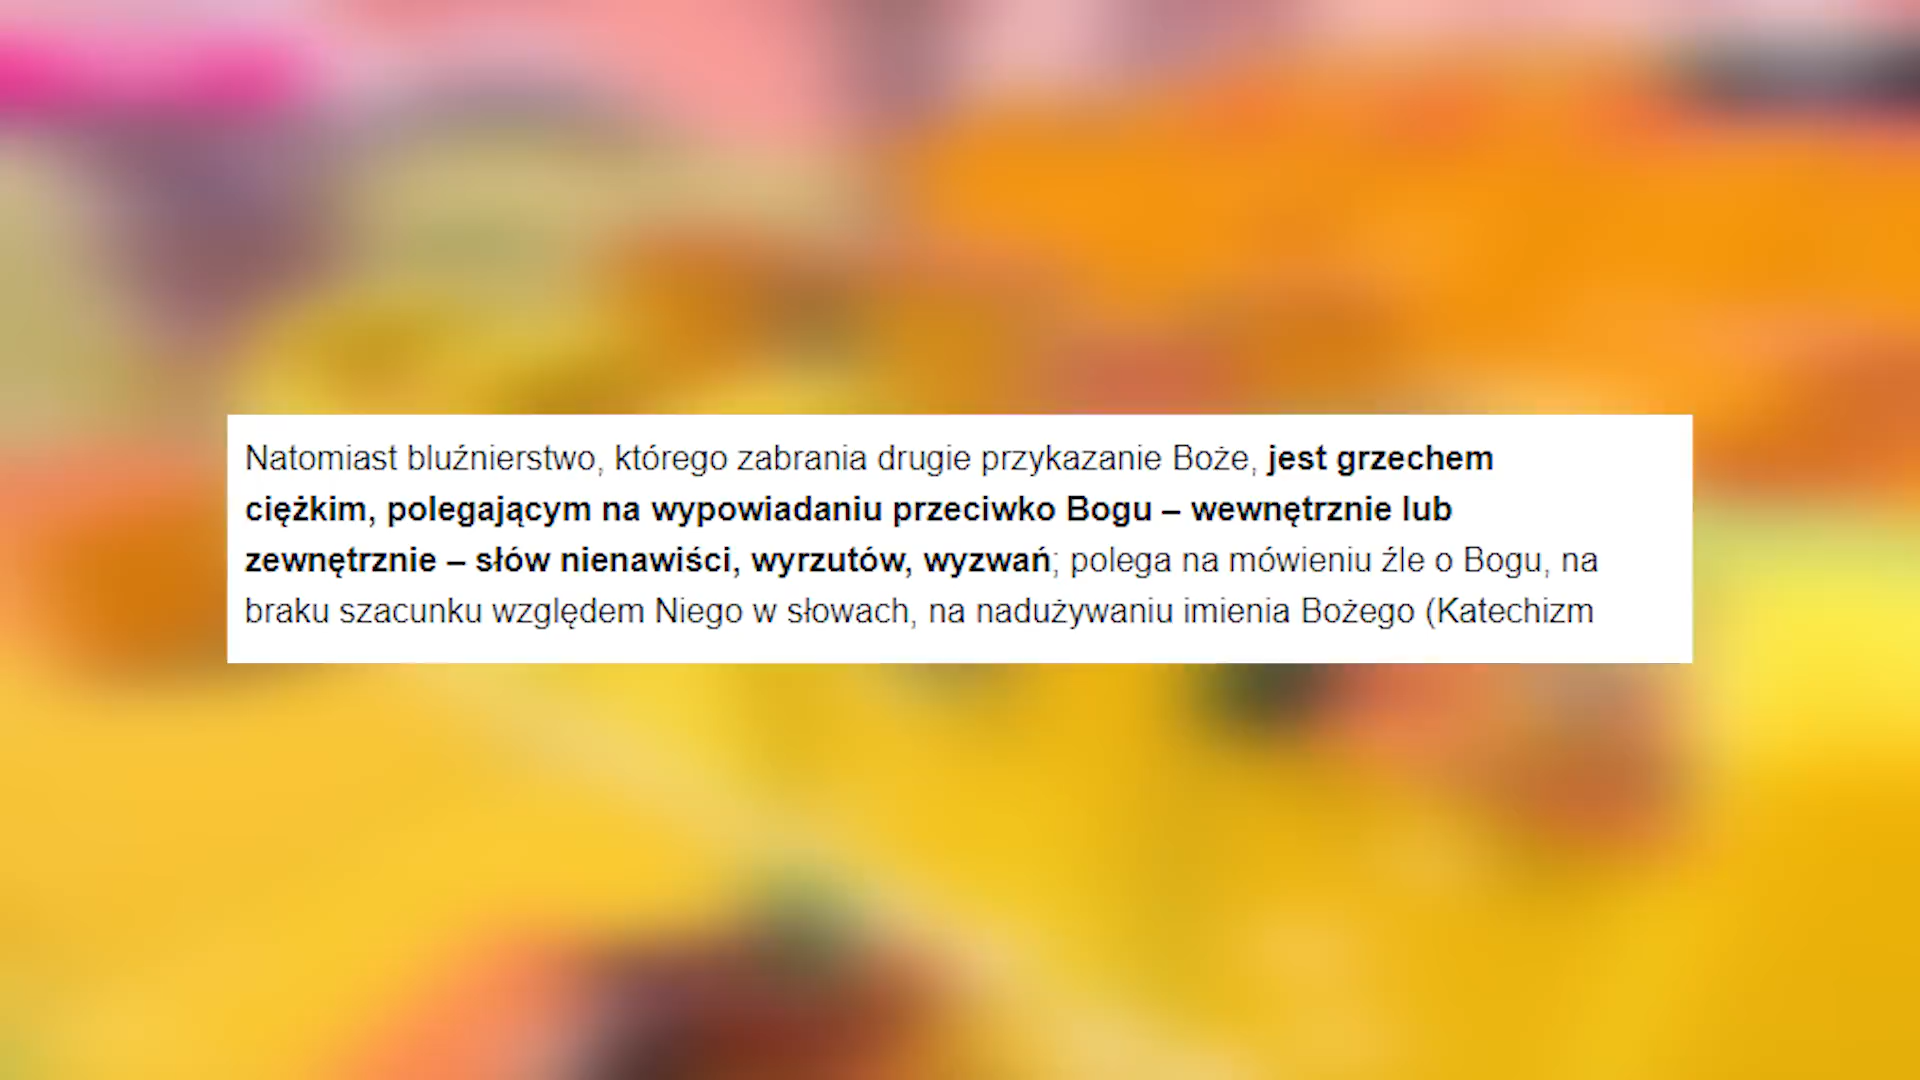 Natomiast bluźnierstwo, którego zabrania drugie przykazanie Boże, jest grzechem
ciężkim, polegającym na wypowiadaniu przeciwko Bogu – wewnętrznie lub
zewnętrznie – słów nienawiści, wyrzutów, wyzwań; polega na mówieniu źle o Bogu, na
braku szacunku względem Niego w słowach, na nadużywaniu imienia Bożego (Katechizm